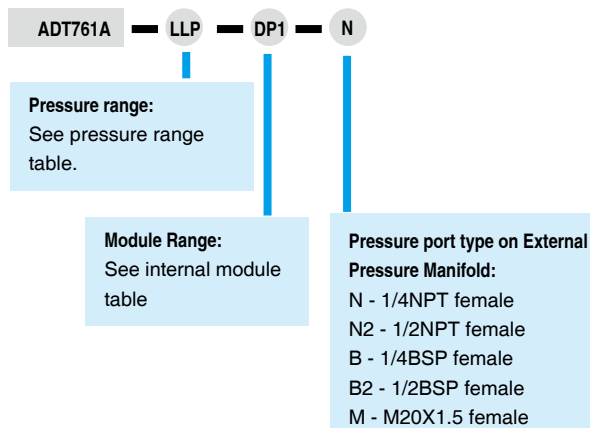 ADT761A — LLP — DP1 — N
Pressure range:
See pressure range
table.
Module Range:
See internal module
table
Pressure port type on External
Pressure Manifold:
N - 1/4NPT female
N2 - 1/2NPT female
B - 1/4BSP female
B2 - 1/2BSP female
M - M20X1.5 female